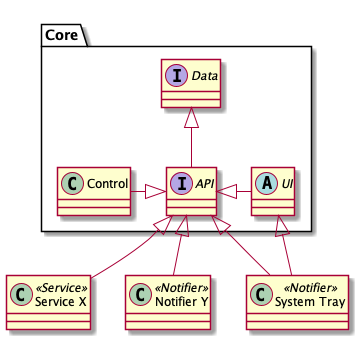 Core
I Data
C Control
I API
A UI
C «Service»
Service X
C «Notifier»
Notifier Y
C «Notifier»
System Tray